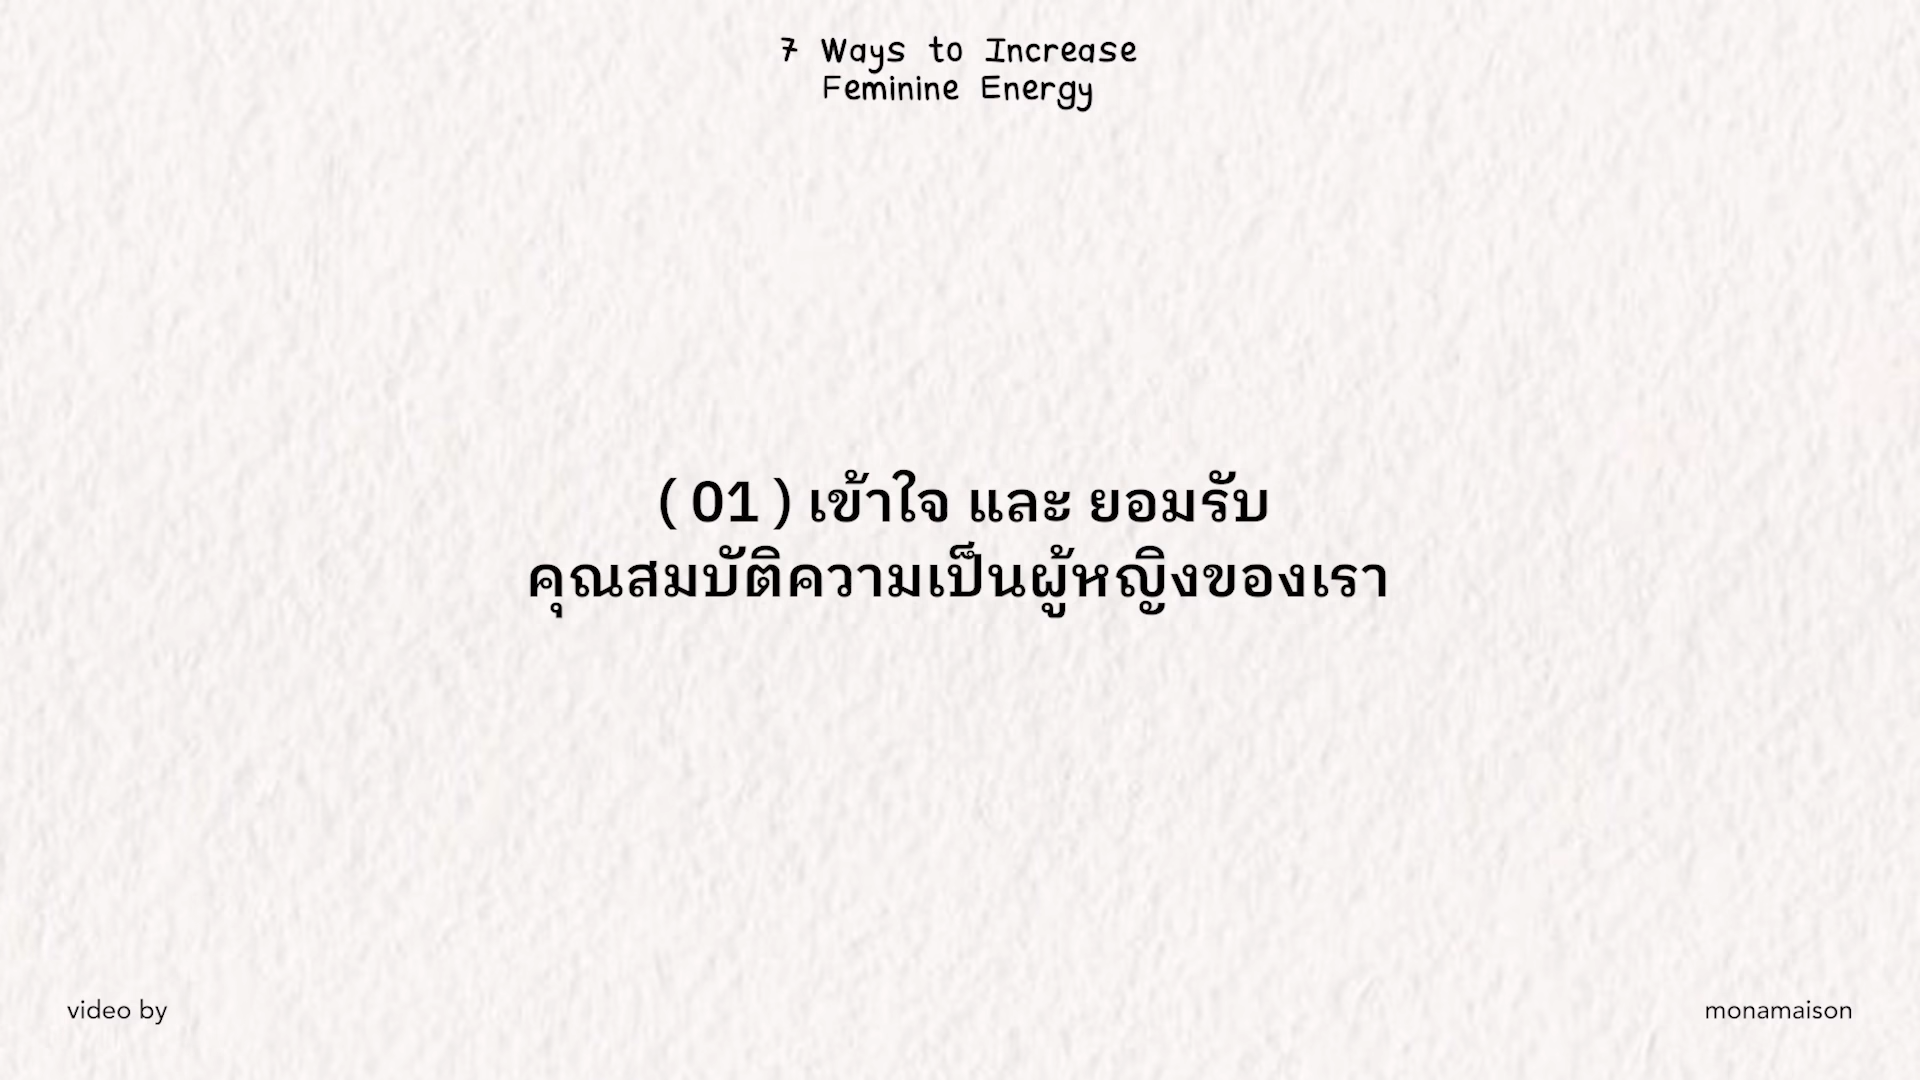 7 Ways to Increase
Feminine Energy
( 01 ) เข้าใจ และ ยอมรับ
คุณสมบัติความเป็นผู้หญิงของเรา
video by
monamaison